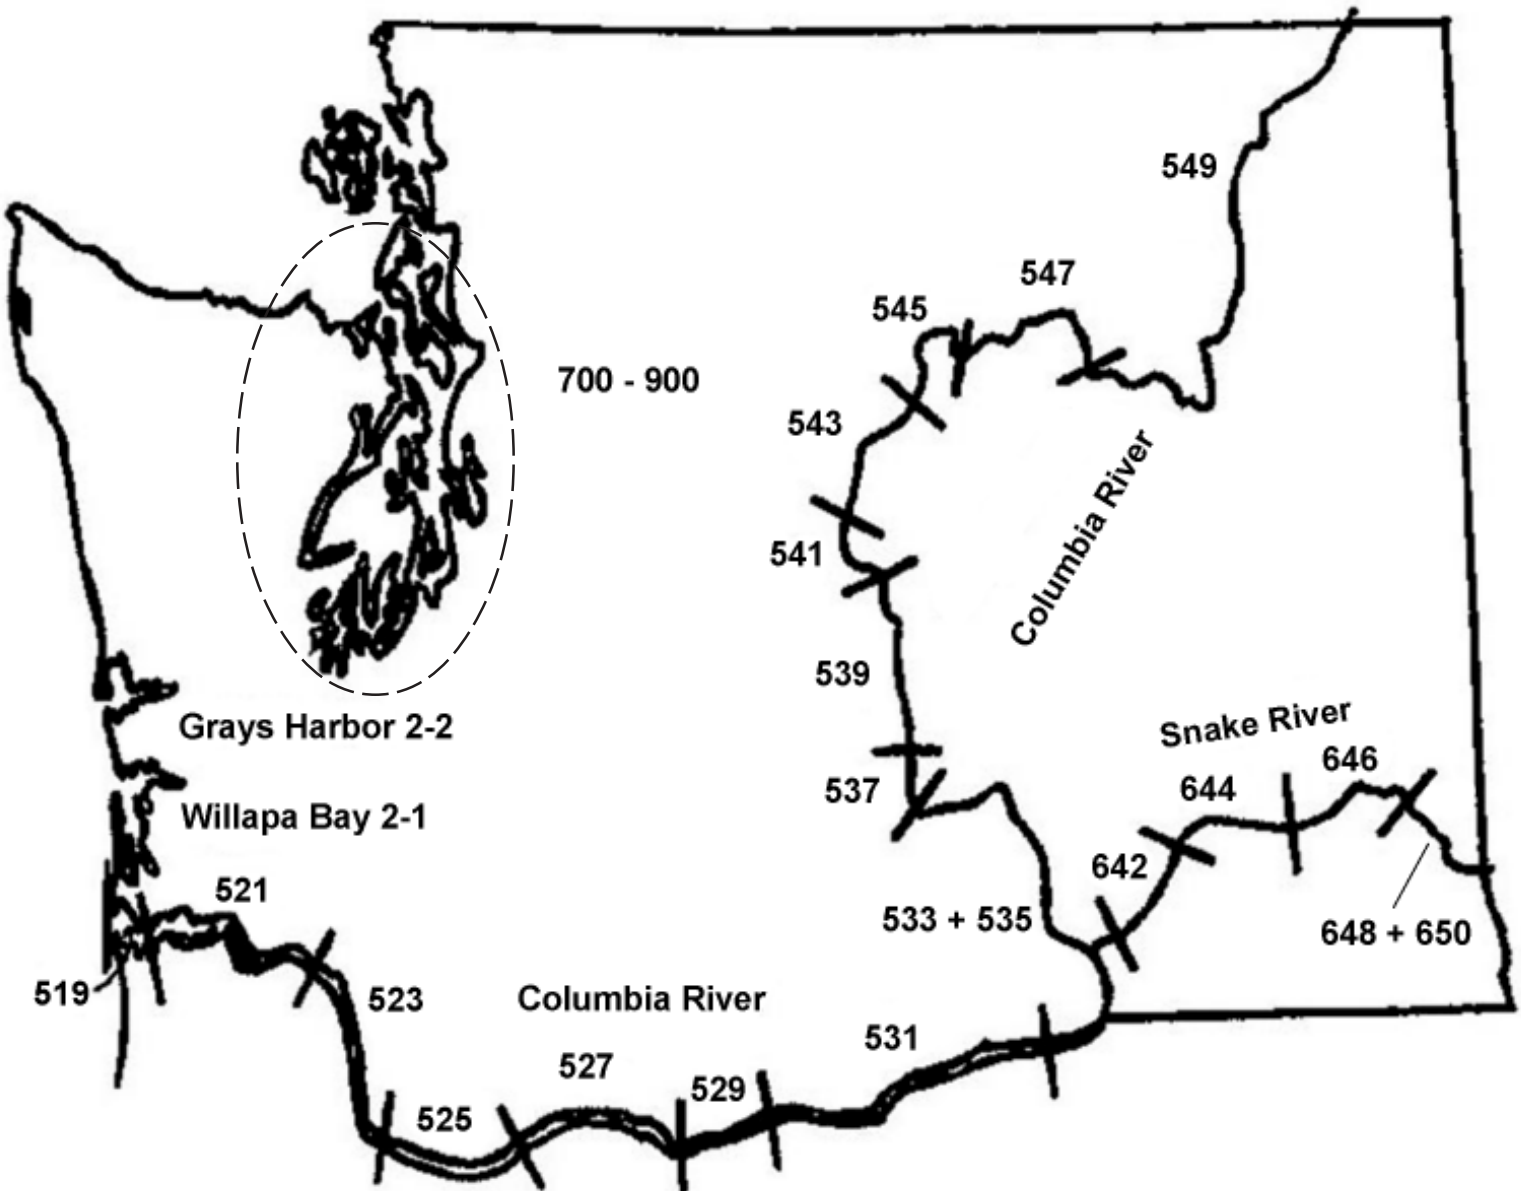 549
547
545
700 - 900
543
Columbia River
541
539
Grays Harbor 2-2
Snake River
646
537
644
Willapa Bay 2-1
642
521
533 + 535
648 + 650
519
523
Columbia River
531
527
529
525